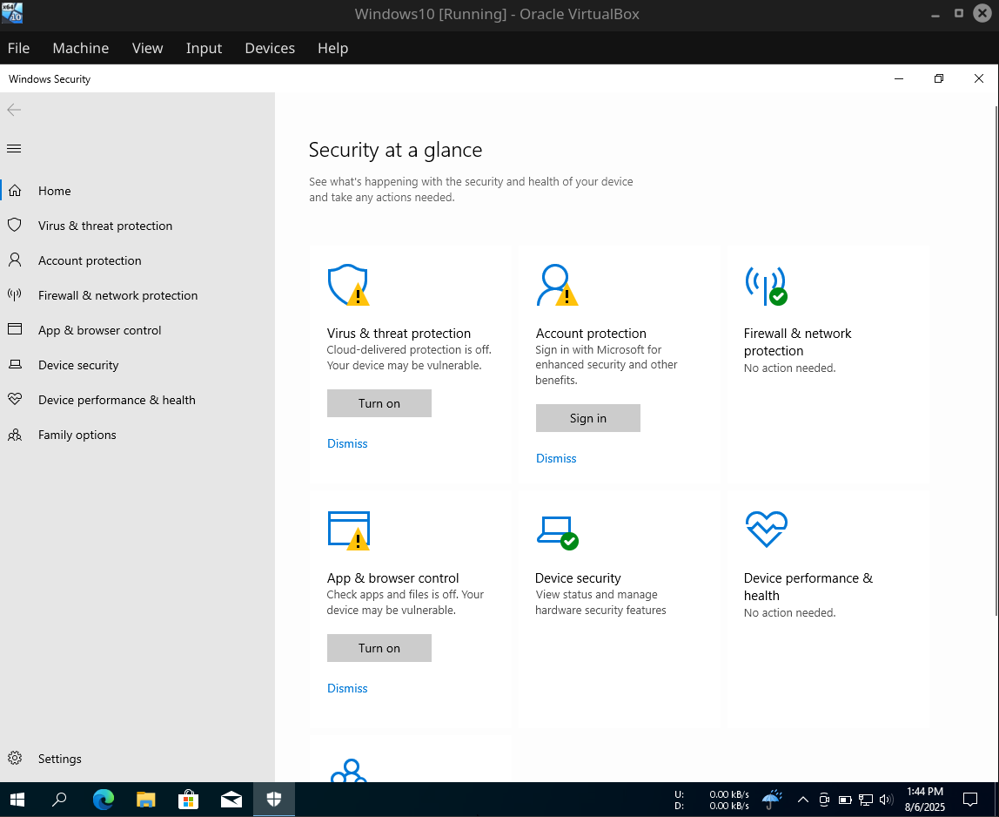 Windows10 [Running] - Oracle VirtualBox
File Machine View Input Devices Help
Windows Security
Home
Virus & threat protection
Account protection
Firewall & network protection
App & browser control
Device security
Device performance & health
Family options
Settings
Security at a glance
See what's happening with the security and health of your device
and take any actions needed.
Virus & threat protection
Cloud-delivered protection is off.
Your device may be vulnerable.
Turn on
Dismiss
Account protection
Sign in with Microsoft for
enhanced security and other
benefits.
Sign in
Dismiss
Firewall & network
protection
No action needed.
App & browser control
Check apps and files is off. Your
device may be vulnerable.
Turn on
Dismiss
Device security
View status and manage
hardware security features
Device performance &
health
No action needed.
U: 0.00 kB/s
D: 0.00 kB/s
1:44 PM
8/6/2025